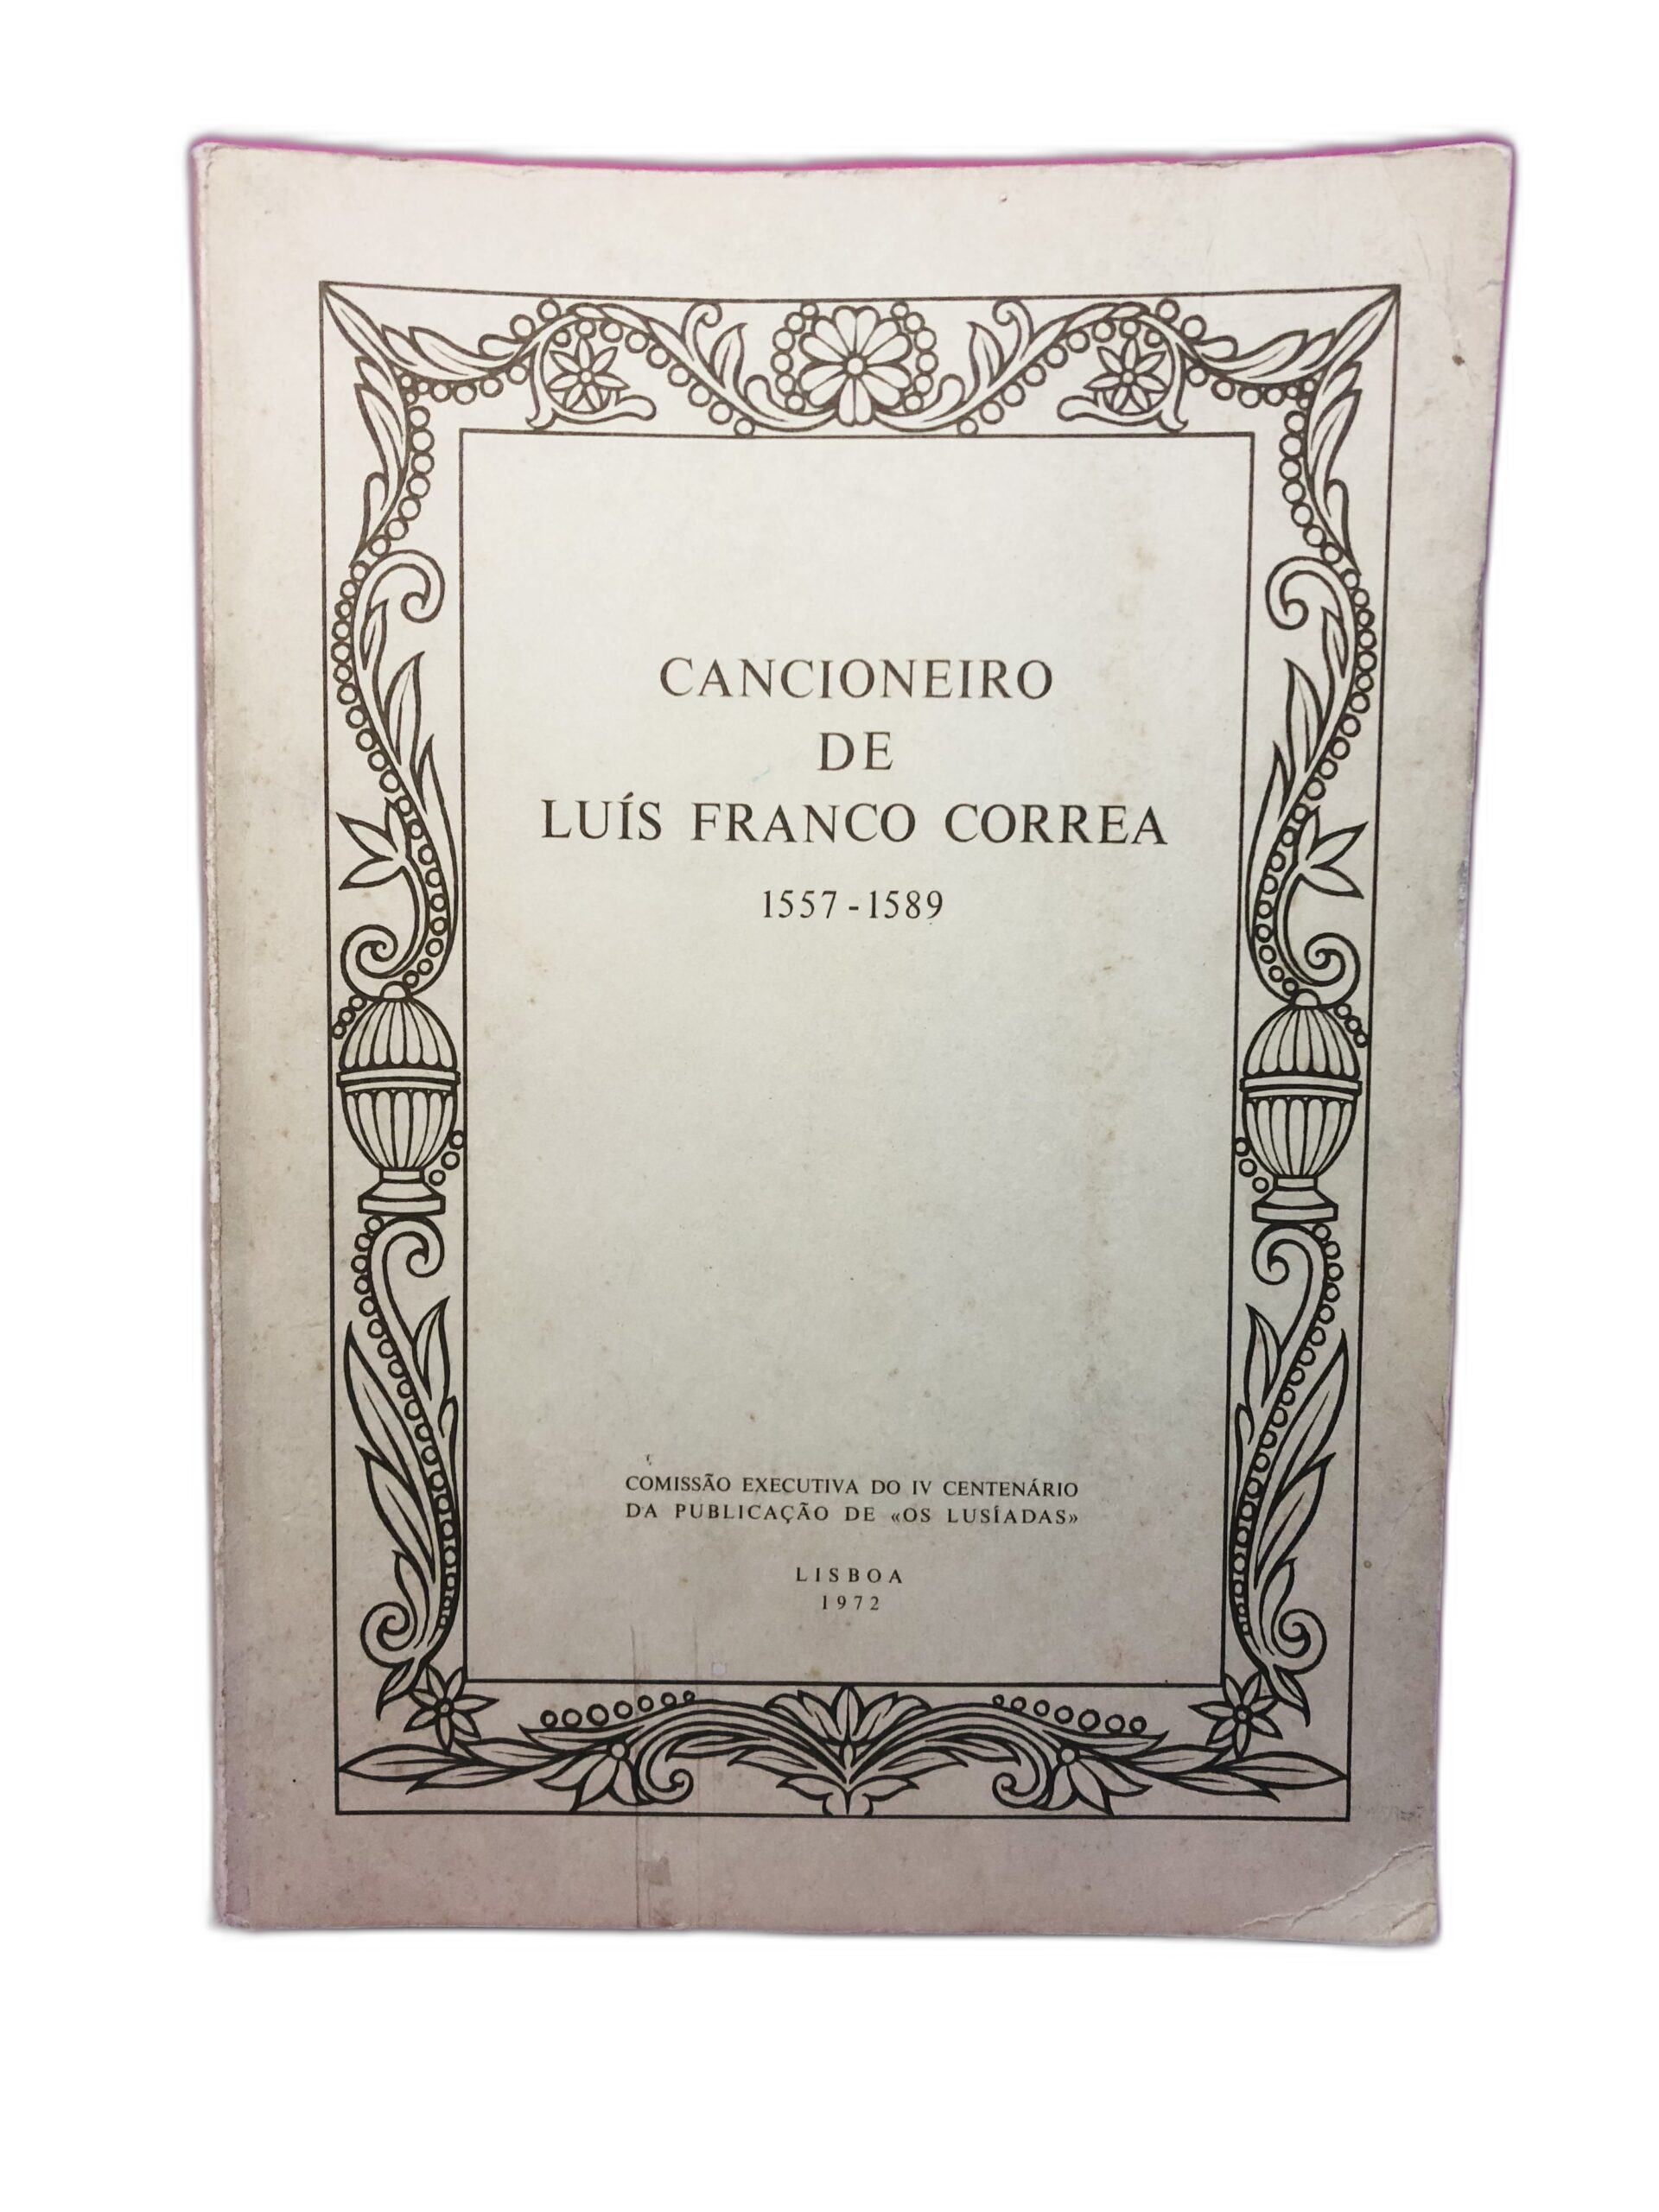 CANCIONEIRO
DE
LUÍS FRANCO CORREA
1557-1589
COMISSÃO EXECUTIVA DO IV CENTENÁRIO
DA PUBLICAÇÃO DE «OS LUSÍADAS»
LISBOA
1972